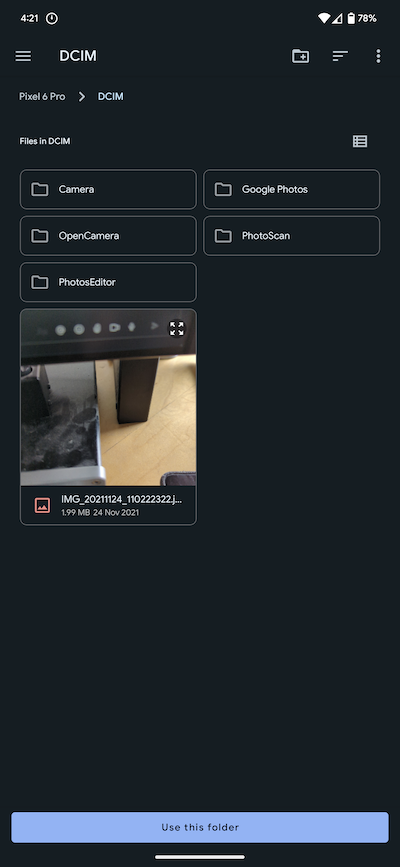 4:21 78%
DCIM
Pixel 6 Pro DCIM
Files in DCIM
Camera
Google Photos
OpenCamera
PhotoScan
PhotosEditor
IMG_20211124_110222322.j...
1.99 MB 24 Nov 2021
Use this folder